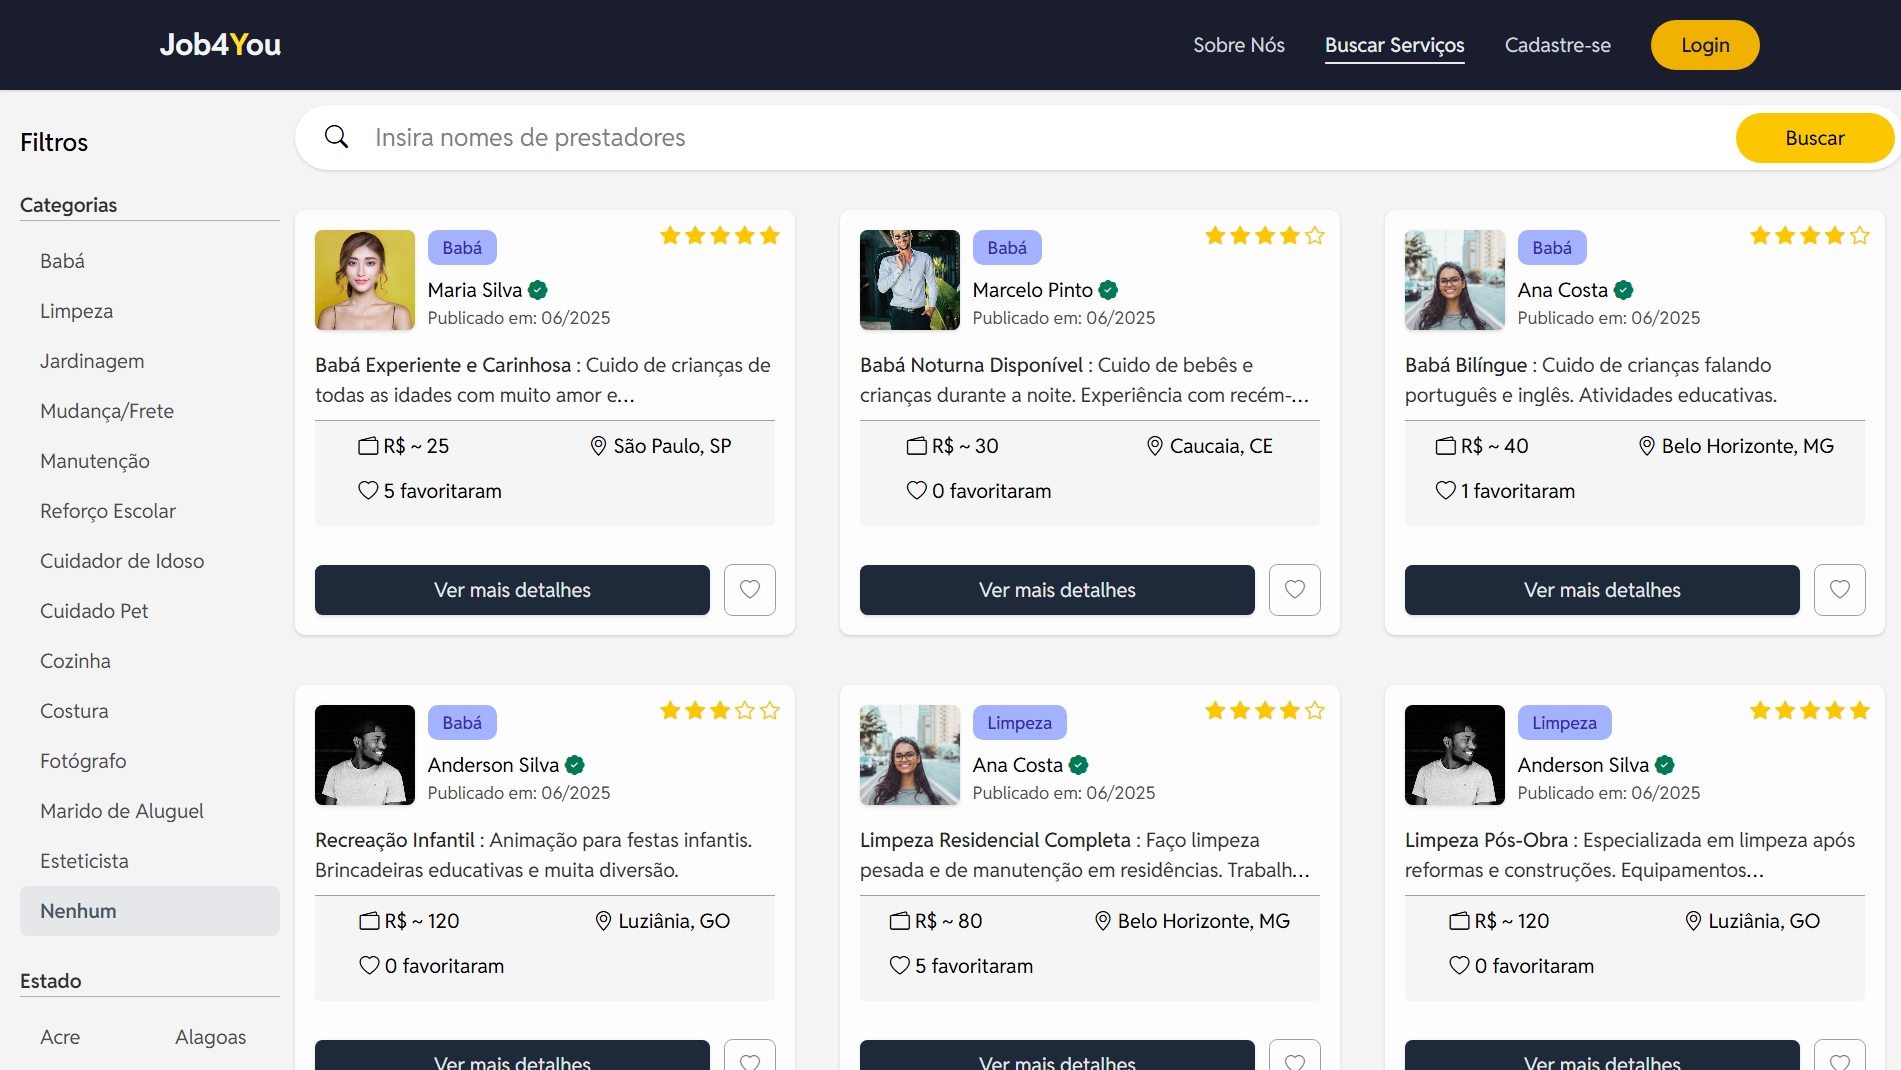 Job4You
Sobre Nós
Buscar Serviços
Cadastre-se
Login
Filtros
Insira nomes de prestadores
Buscar
Categorias
Babá
Limpeza
Jardinagem
Mudança/Frete
Manutenção
Reforço Escolar
Cuidador de Idoso
Cuidado Pet
Cozinha
Costura
Fotógrafo
Marido de Aluguel
Esteticista
Nenhum
Estado
Acre
Alagoas
Babá
Maria Silva
Publicado em: 06/2025
Babá Experiente e Carinhosa : Cuido de crianças de
todas as idades com muito amor e...
R$ ~ 25
São Paulo, SP
5 favoritaram
Ver mais detalhes
Babá
Marcelo Pinto
Publicado em: 06/2025
Babá Noturna Disponível : Cuido de bebês e
crianças durante a noite. Experiência com recém-...
R$ ~ 30
Caucaia, CE
0 favoritaram
Ver mais detalhes
Babá
Ana Costa
Publicado em: 06/2025
Babá Bilíngue : Cuido de crianças falando
português e inglês. Atividades educativas.
R$ ~ 40
Belo Horizonte, MG
1 favoritaram
Ver mais detalhes
Babá
Anderson Silva
Publicado em: 06/2025
Recreação Infantil : Animação para festas infantis.
Brincadeiras educativas e muita diversão.
R$ ~ 120
Luziânia, GO
0 favoritaram
Ver mais detalhes
Limpeza
Ana Costa
Publicado em: 06/2025
Limpeza Residencial Completa : Faço limpeza
pesada e de manutenção em residências. Trabalh...
R$ ~ 80
Belo Horizonte, MG
5 favoritaram
Ver mais detalhes
Limpeza
Anderson Silva
Publicado em: 06/2025
Limpeza Pós-Obra : Especializada em limpeza após
reformas e construções. Equipamentos...
R$ ~ 120
Luziânia, GO
0 favoritaram
Ver mais detalhes